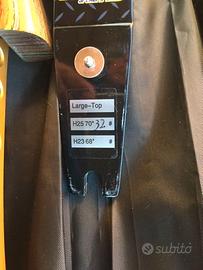 Large-Top
H25 70" 32 #
H23 68" #
subito